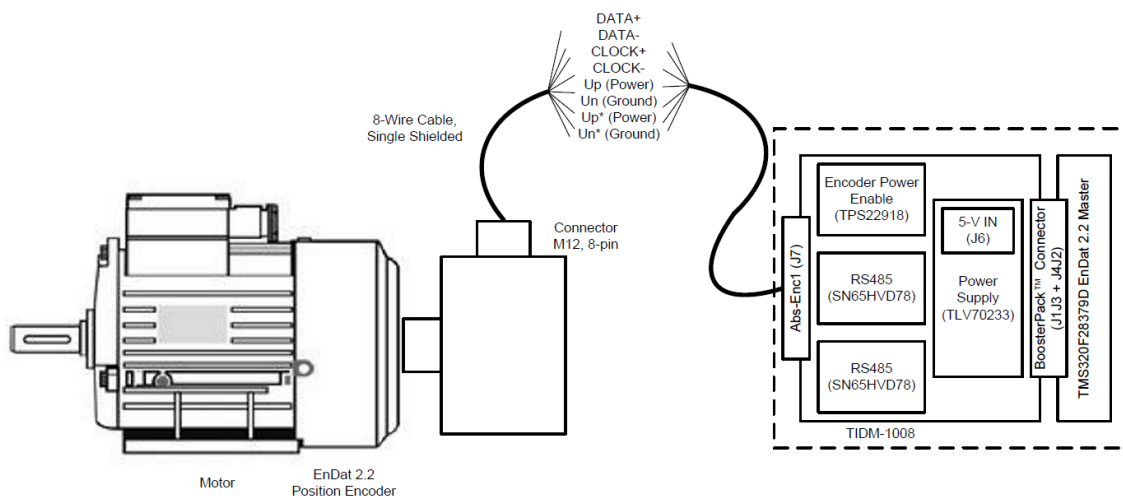 DATA+
DATA-
CLOCK+
CLOCK-
Up (Power)
Un (Ground)
Up* (Power)
Un* (Ground)
8-Wire Cable,
Single Shielded
Connector
M12, 8-pin
Motor
EnDat 2.2
Position Encoder
Abs-Enc1 (J7)
Encoder Power
Enable
(TPS22918)
RS485
(SN65HVD78)
RS485
(SN65HVD78)
5-V IN
(J6)
Power
Supply
(TLV70233)
BoosterPack™ Connector
(J1J3 + J4J2)
TMS320F28379D EnDat 2.2 Master
TIDM-1008